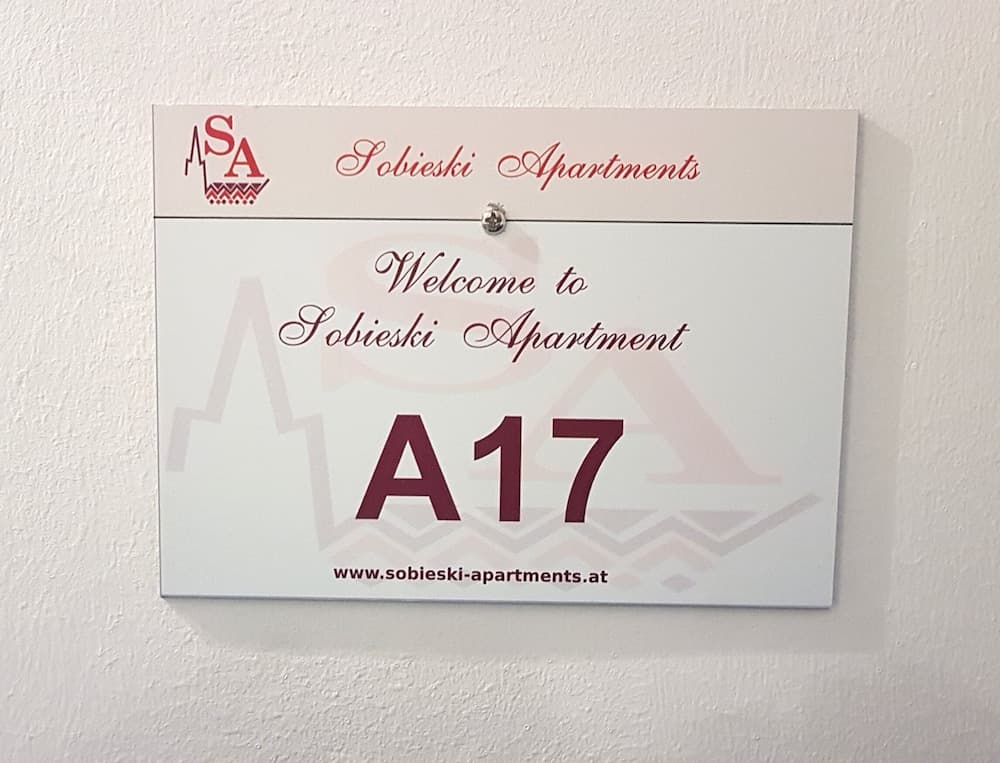 SA
Sobieski Apartments
Welcome to
Sobieski Apartment
A17
www.sobieski-apartments.at